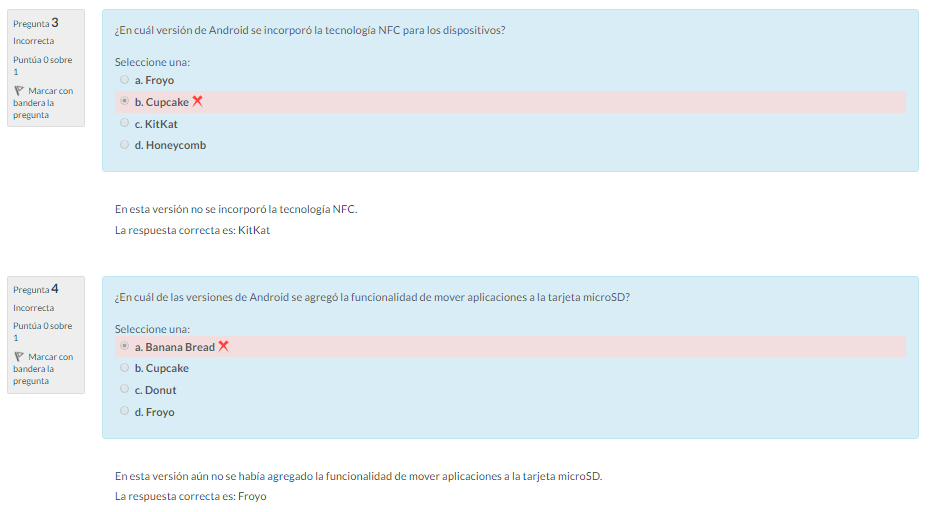 Pregunta 3
Incorrecta
Puntúa 0 sobre
1
Marcar con
bandera la
pregunta
¿En cuál versión de Android se incorporó la tecnología NFC para los dispositivos?
Seleccione una:
a. Froyo
b. Cupcake
c. KitKat
d. Honeycomb
En esta versión no se incorporó la tecnología NFC.
La respuesta correcta es: KitKat
Pregunta 4
Incorrecta
Puntúa 0 sobre
1
Marcar con
bandera la
pregunta
¿En cuál de las versiones de Android se agregó la funcionalidad de mover aplicaciones a la tarjeta microSD?
Seleccione una:
a. Banana Bread
b. Cupcake
c. Donut
d. Froyo
En esta versión aún no se había agregado la funcionalidad de mover aplicaciones a la tarjeta microSD.
La respuesta correcta es: Froyo